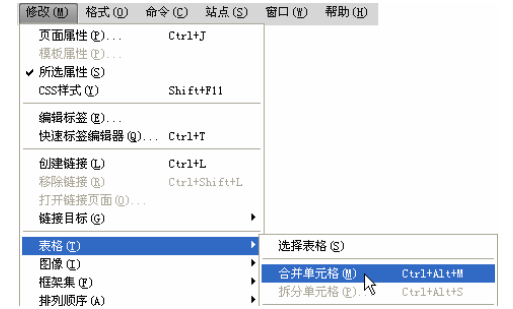 修改(M) 格式(O) 命令(C) 站点(S) 窗口(W) 帮助(H)
页面属性(P)... Ctrl+J
模板属性(P)...
✓ 所选属性(S)
CSS样式(Y) Shift+F11
编辑标签(E)...
快速标签编辑器(Q)... Ctrl+T
创建链接(L) Ctrl+L
移除链接(R) Ctrl+Shift+L
打开链接页面(O)...
链接目标(G)
表格(T)
选择表格(S)
图像(I)
合并单元格(M) Ctrl+Alt+M
框架集(F)
拆分单元格(P)... Ctrl+Alt+S
排列顺序(A)